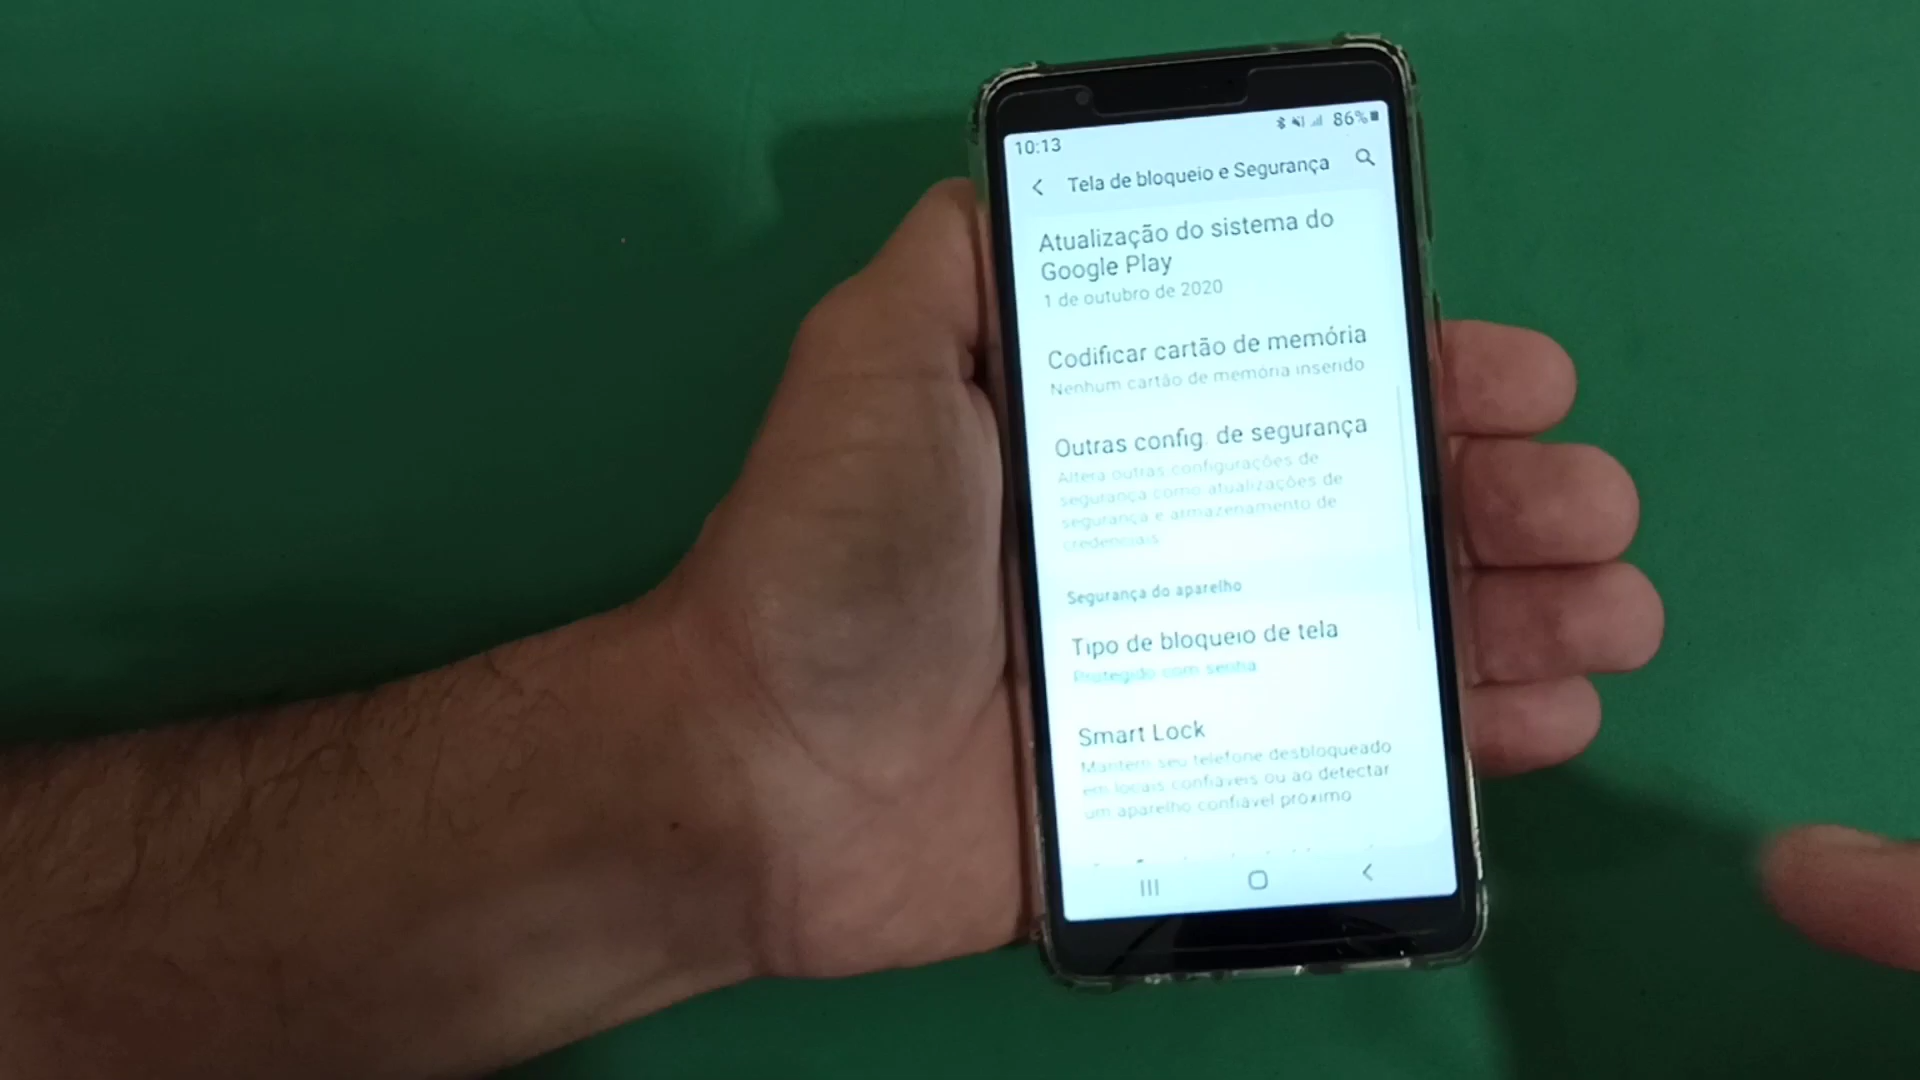 10:13
86%
Tela de bloqueio e Segurança
Atualização do sistema do
Google Play
1 de outubro de 2020
Codificar cartão de memória
Nenhum cartão de memória inserido
Outras config. de segurança
Altera outras configurações de
segurança como atualizações de
segurança e armazenamento de
credenciais
Segurança do aparelho
Tipo de bloqueio de tela
Protegido com senha
Smart Lock
Mantém seu telefone desbloqueado
em locais confiáveis ou ao detectar
um aparelho confiável próximo